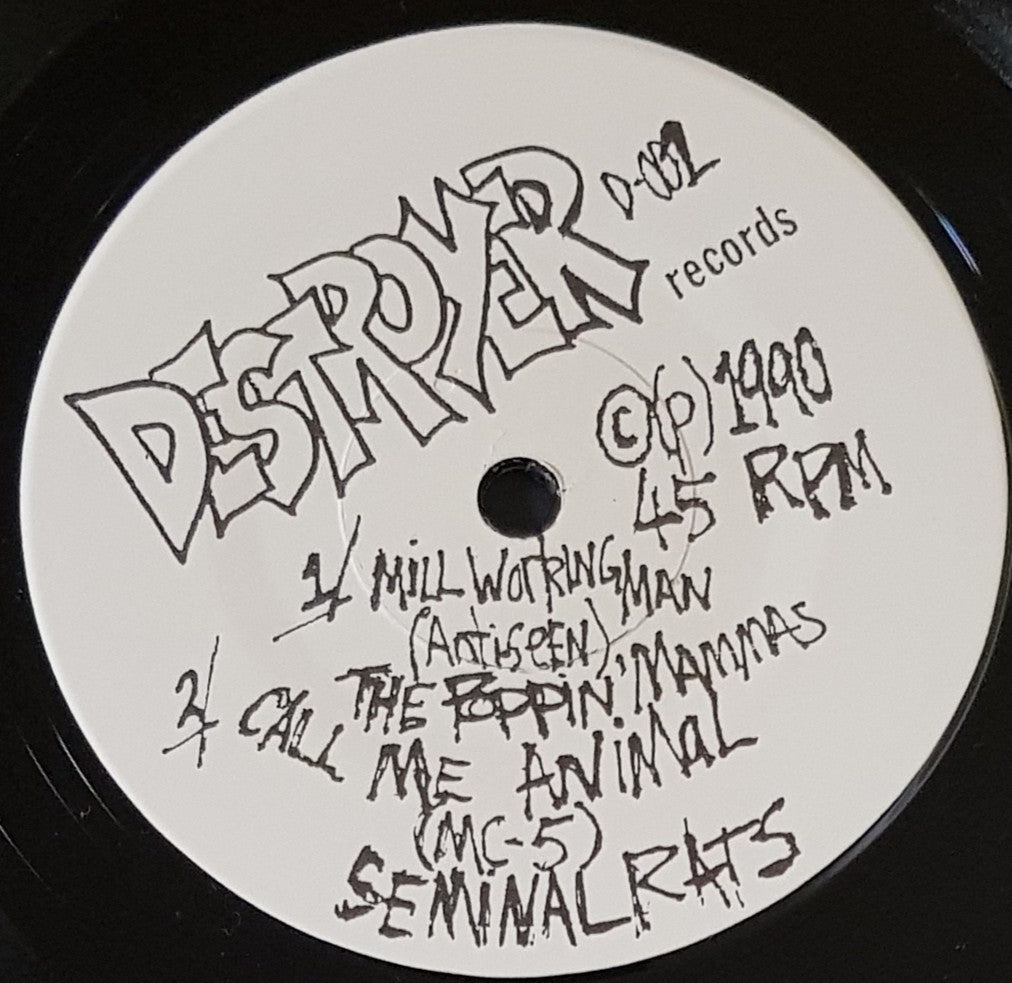 DESTROYER
D-001
records
©(p) 1990
45 RPM
1/ MILL WORKING MAN
(AntiseEN)
THE POPPIN' MAMMAS
2/ CALL ME ANiMaL
(MC-5)
SEMINAL RATS